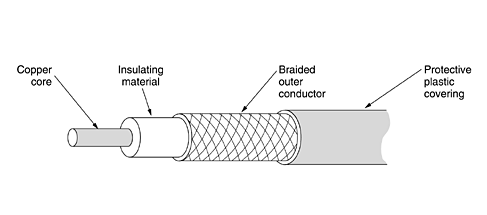 Copper
core
Insulating
material
Braided
outer
conductor
Protective
plastic
covering